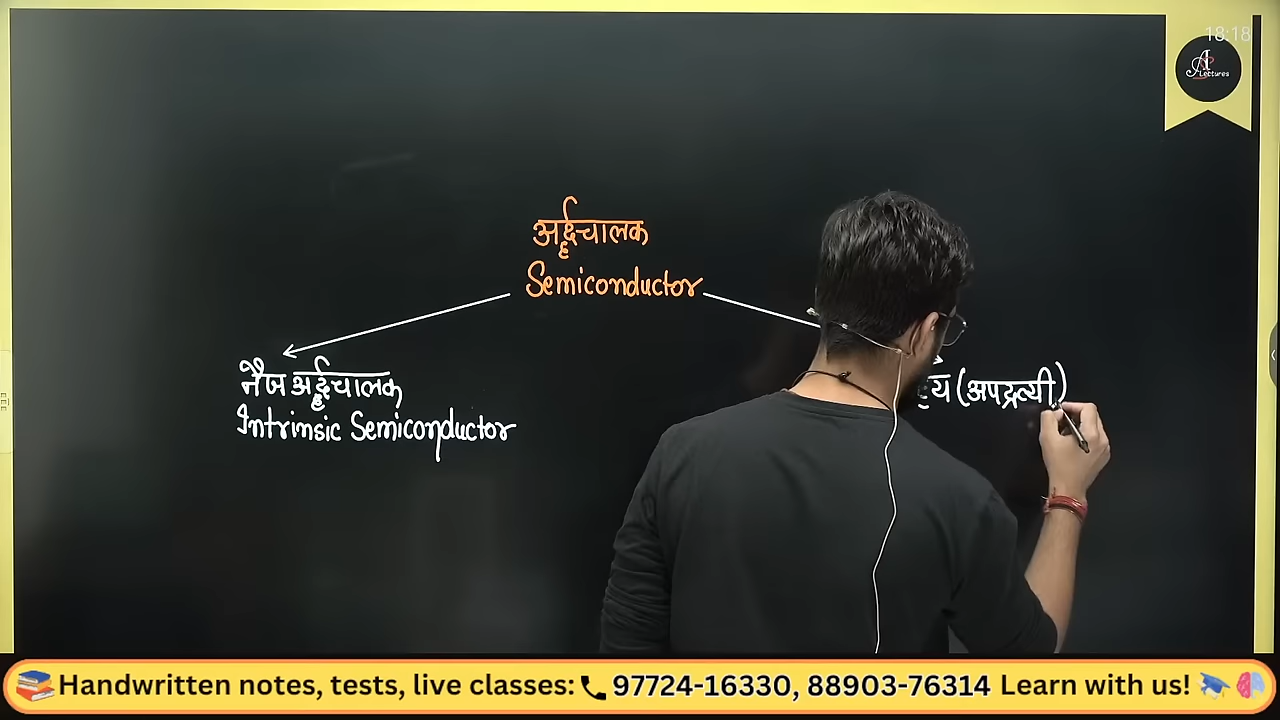 18:18
A Lectures
अर्द्धचालक
Semiconductor
नैज अर्द्धचालक
Intrinsic Semiconductor
(अपद्रव्यी)
Handwritten notes, tests, live classes: 97724-16330, 88903-76314 Learn with us!